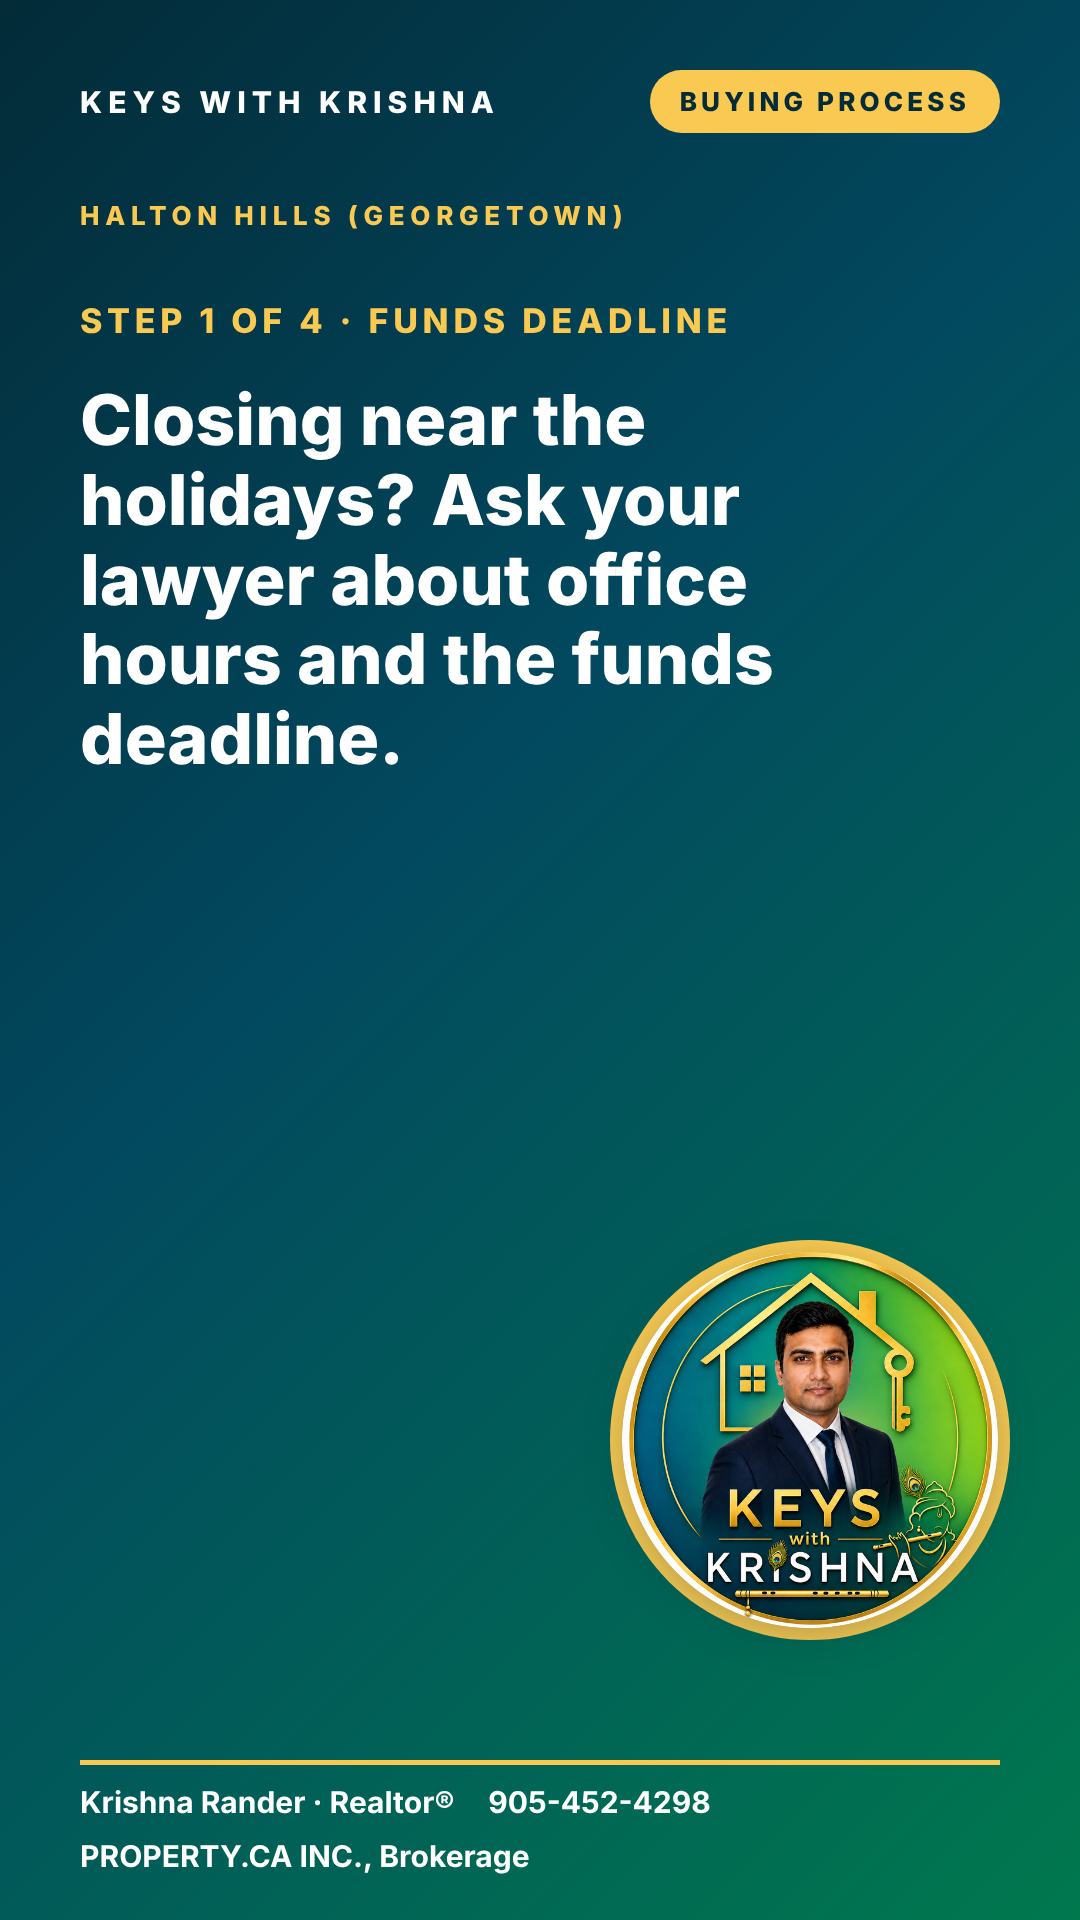 KEYS WITH KRISHNA
BUYING PROCESS
HALTON HILLS (GEORGETOWN)
STEP 1 OF 4 · FUNDS DEADLINE
Closing near the
holidays? Ask your
lawyer about office
hours and the funds
deadline.
KEYS
with
KRISHNA
Krishna Rander · Realtor® 905-452-4298
PROPERTY.CA INC., Brokerage